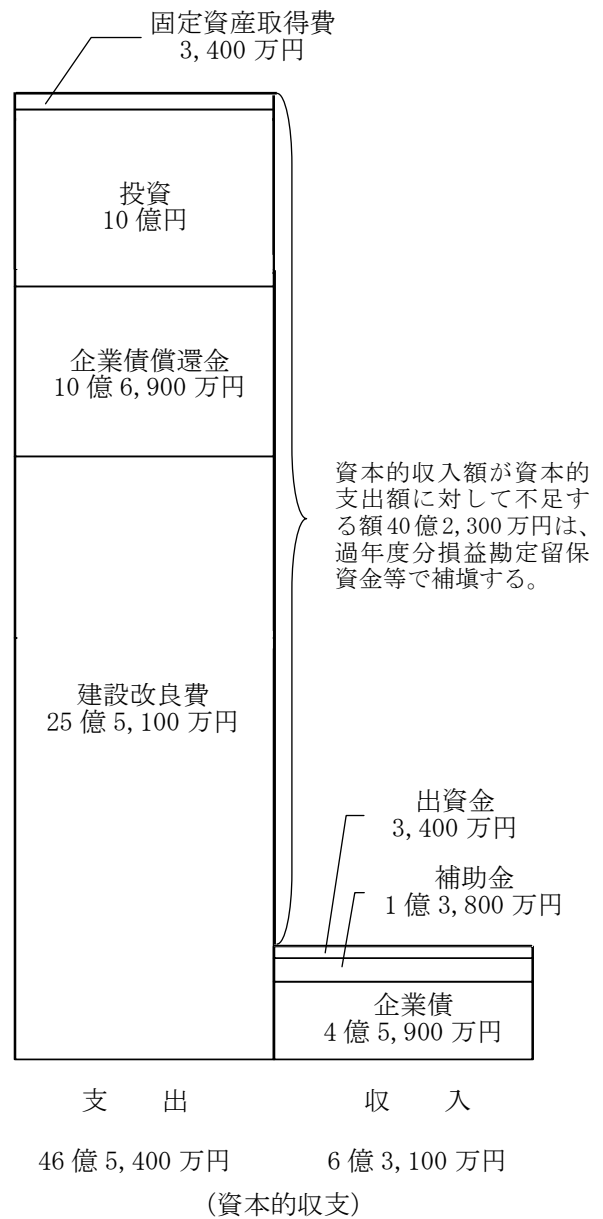 固定資産取得費
3,400 万円
投資
10 億円
企業債償還金
10 億 6,900 万円
資本的収入額が資本的
支出額に対して不足す
る額40億2,300万円は、
過年度分損益勘定留保
資金等で補塡する。
建設改良費
25 億 5,100 万円
出資金
3,400 万円
補助金
1 億 3,800 万円
企業債
4 億 5,900 万円
支　出　収　入
46 億 5,400 万円　6 億 3,100 万円
(資本的収支)